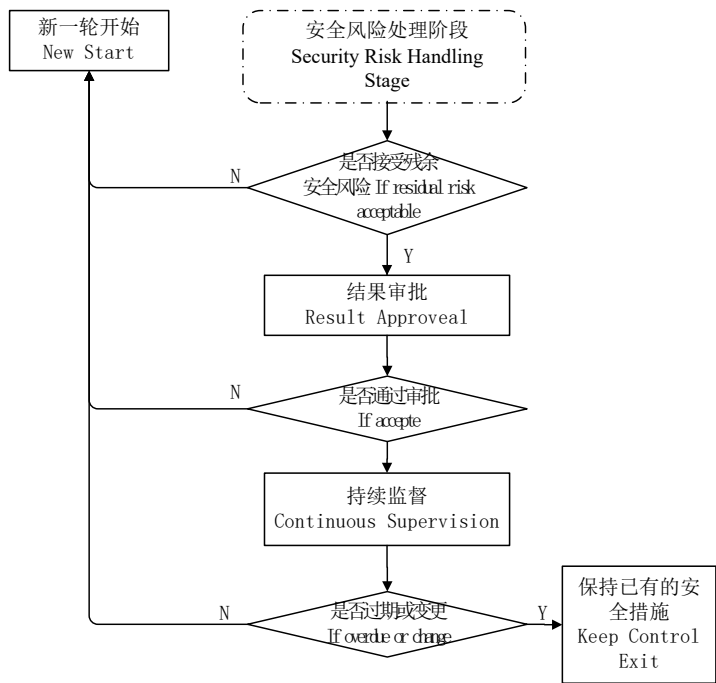 新一轮开始
New Start
安全风险处理阶段
Security Risk Handling
Stage
是否接受残余
安全风险 If residual risk
acceptable
N
Y
结果审批
Result Approveal
是否通过审批
If accepte
N
持续监督
Continuous Supervision
是否过期或变更
If overdue or change
N
Y
保持已有的安
全措施
Keep Control
Exit